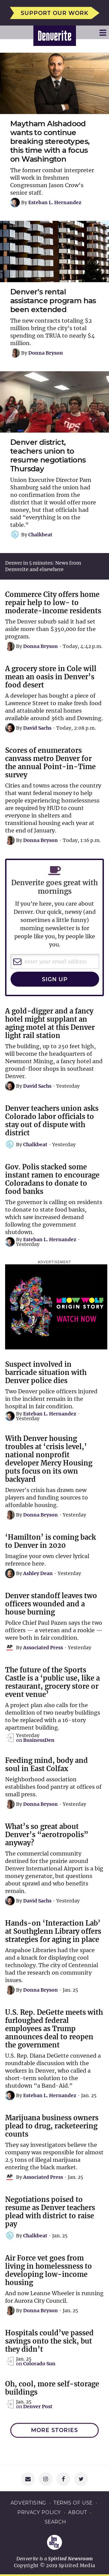 SUPPORT OUR WORK
Denverite
Maytham Alshadood
wants to continue
breaking stereotypes,
this time with a focus
on Washington
The former combat interpreter
will work in freshmen
Congressman Jason Crow's
senior staff.
By Esteban L. Hernandez
Denver's rental
assistance program has
been extended
The new contract totaling $2
million bring the city's total
spending on TRUA to nearly $4
million.
By Donna Bryson
Denver district,
teachers union to
resume negotiations
Thursday
Union Executive Director Pam
Shamburg said the union had
no confirmation that the
district it would offer more
money, but that officials had
said "everything is on the
table."
By Chalkbeat
Denver in 5 minutes: News from
Denverite and elsewhere
Commerce City offers home
repair help to low- to
moderate-income residents
The Denver suburb said it had set
aside more than $350,000 for the
program.
By Donna Bryson · Today, 4:42 p.m.
A grocery store in Cole will
mean an oasis in Denver's
food desert
A developer has bought a piece of
Lawrence Street to make both fresh food
and attainable rental homes
available around 36th and Downing.
By David Sachs · Today, 2:08 p.m.
Scores of enumerators
canvass metro Denver for
the annual Point-in-Time
survey
Cities and towns across the country
that want federal money to help
people experiencing homelessness
are required by HUD to count
everyone in shelters and
transitional housing each year at
the end of January.
By Donna Bryson · Today, 1:26 p.m.
Denverite goes great with
mornings
If you're here, you care about
Denver. Our quick, newsy (and
sometimes a little funny)
morning newsletter is for
people like you, by people like
you.
enter your email address
SIGN UP
A gold-diggers and a fancy
hotel might supplant an
aging motel at this Denver
light rail station
The building, up to 250 feet tall,
will become the headquarters of
Newmont Mining, a fancy hotel and
ground-floor shops in southeast
Denver.
By David Sachs · Yesterday
Denver teachers union asks
Colorado labor officials to
stay out of dispute with
district
By Chalkbeat · Yesterday
Gov. Polis stacked some
instant ramen to encourage
Coloradans to donate to
food banks
The governor is calling on residents
to donate to state food banks,
which saw increased demand
following the government
shutdown.
By Esteban L. Hernandez ·
Yesterday
ADVERTISEMENT
MEOW WOLF
ORIGIN STORY
WATCH NOW
Suspect involved in
barricade situation with
Denver police dies
Two Denver police officers injured
in the incident remain in the
hospital in fair condition.
By Esteban L. Hernandez ·
Yesterday
With Denver housing
troubles at 'crisis level,'
national nonprofit
developer Mercy Housing
puts focus on its own
backyard
Denver's crisis has drawn new
players and funding sources to
affordable housing.
By Donna Bryson · Yesterday
'Hamilton' is coming back
to Denver in 2020
Imagine your own clever lyrical
reference here.
By Ashley Dean · Yesterday
Denver standoff leaves two
officers wounded and a
house burning
Police Chief Paul Pazen says the two
officers — a veteran and a rookie —
were both in fair condition.
By Associated Press · Yesterday
The future of the Sports
Castle is a 'public use, like a
restaurant, grocery store or
event venue'
A project plan also calls for the
demolition of two nearby buildings
to be replaced with a 16-story
apartment building.
Yesterday
on BusinessDen
Feeding mind, body and
soul in East Colfax
Neighborhood association
establishes food pantry at offices of
small press.
By Donna Bryson · Yesterday
What's so great about
Denver's "aerotropolis"
anyway?
The commercial community
planned for the prairie around
Denver International Airport is a big
money generator, but questions
about sprawl and who benefits
remain.
By David Sachs · Yesterday
Hands-on 'Interaction Lab'
at Southglenn Library offers
strategies for aging in place
Arapahoe Libraries had the space
and a knack for displaying cool
technology. The city of Centennial
had the research and community
issues.
By Donna Bryson · Jan. 25
U.S. Rep. DeGette meets with
furloughed federal
employees as Trump
announces deal to reopen
the government
U.S. Rep. Diana DeGette convened a
roundtable discussion with the
workers in Denver, who called a
short-term solution to the
shutdown "a Band-Aid."
By Esteban L. Hernandez · Jan. 25
Marijuana business owners
plead to drug, racketeering
counts
They say investigators believe the
company was responsible for almost
2.5 tons of illegal marijuana
entering the black market.
By Associated Press · Jan. 25
Negotiations poised to
resume as Denver teachers
plead with district to raise
pay
By Chalkbeat · Jan. 25
Air Force vet goes from
living in homelessness to
developing low-income
housing
And now Leanne Wheeler is running
for Aurora City Council.
By Donna Bryson · Jan. 25
Hospitals could've passed
savings onto the sick, but
they didn't
Jan. 25
on Colorado Sun
Oh, cool, more self-storage
buildings
Jan. 25
on Denver Post
MORE STORIES
ADVERTISING · TERMS OF USE ·
PRIVACY POLICY · ABOUT ·
SEARCH
Denverite is a Spirited Newsroom
Copyright © 2019 Spirited Media